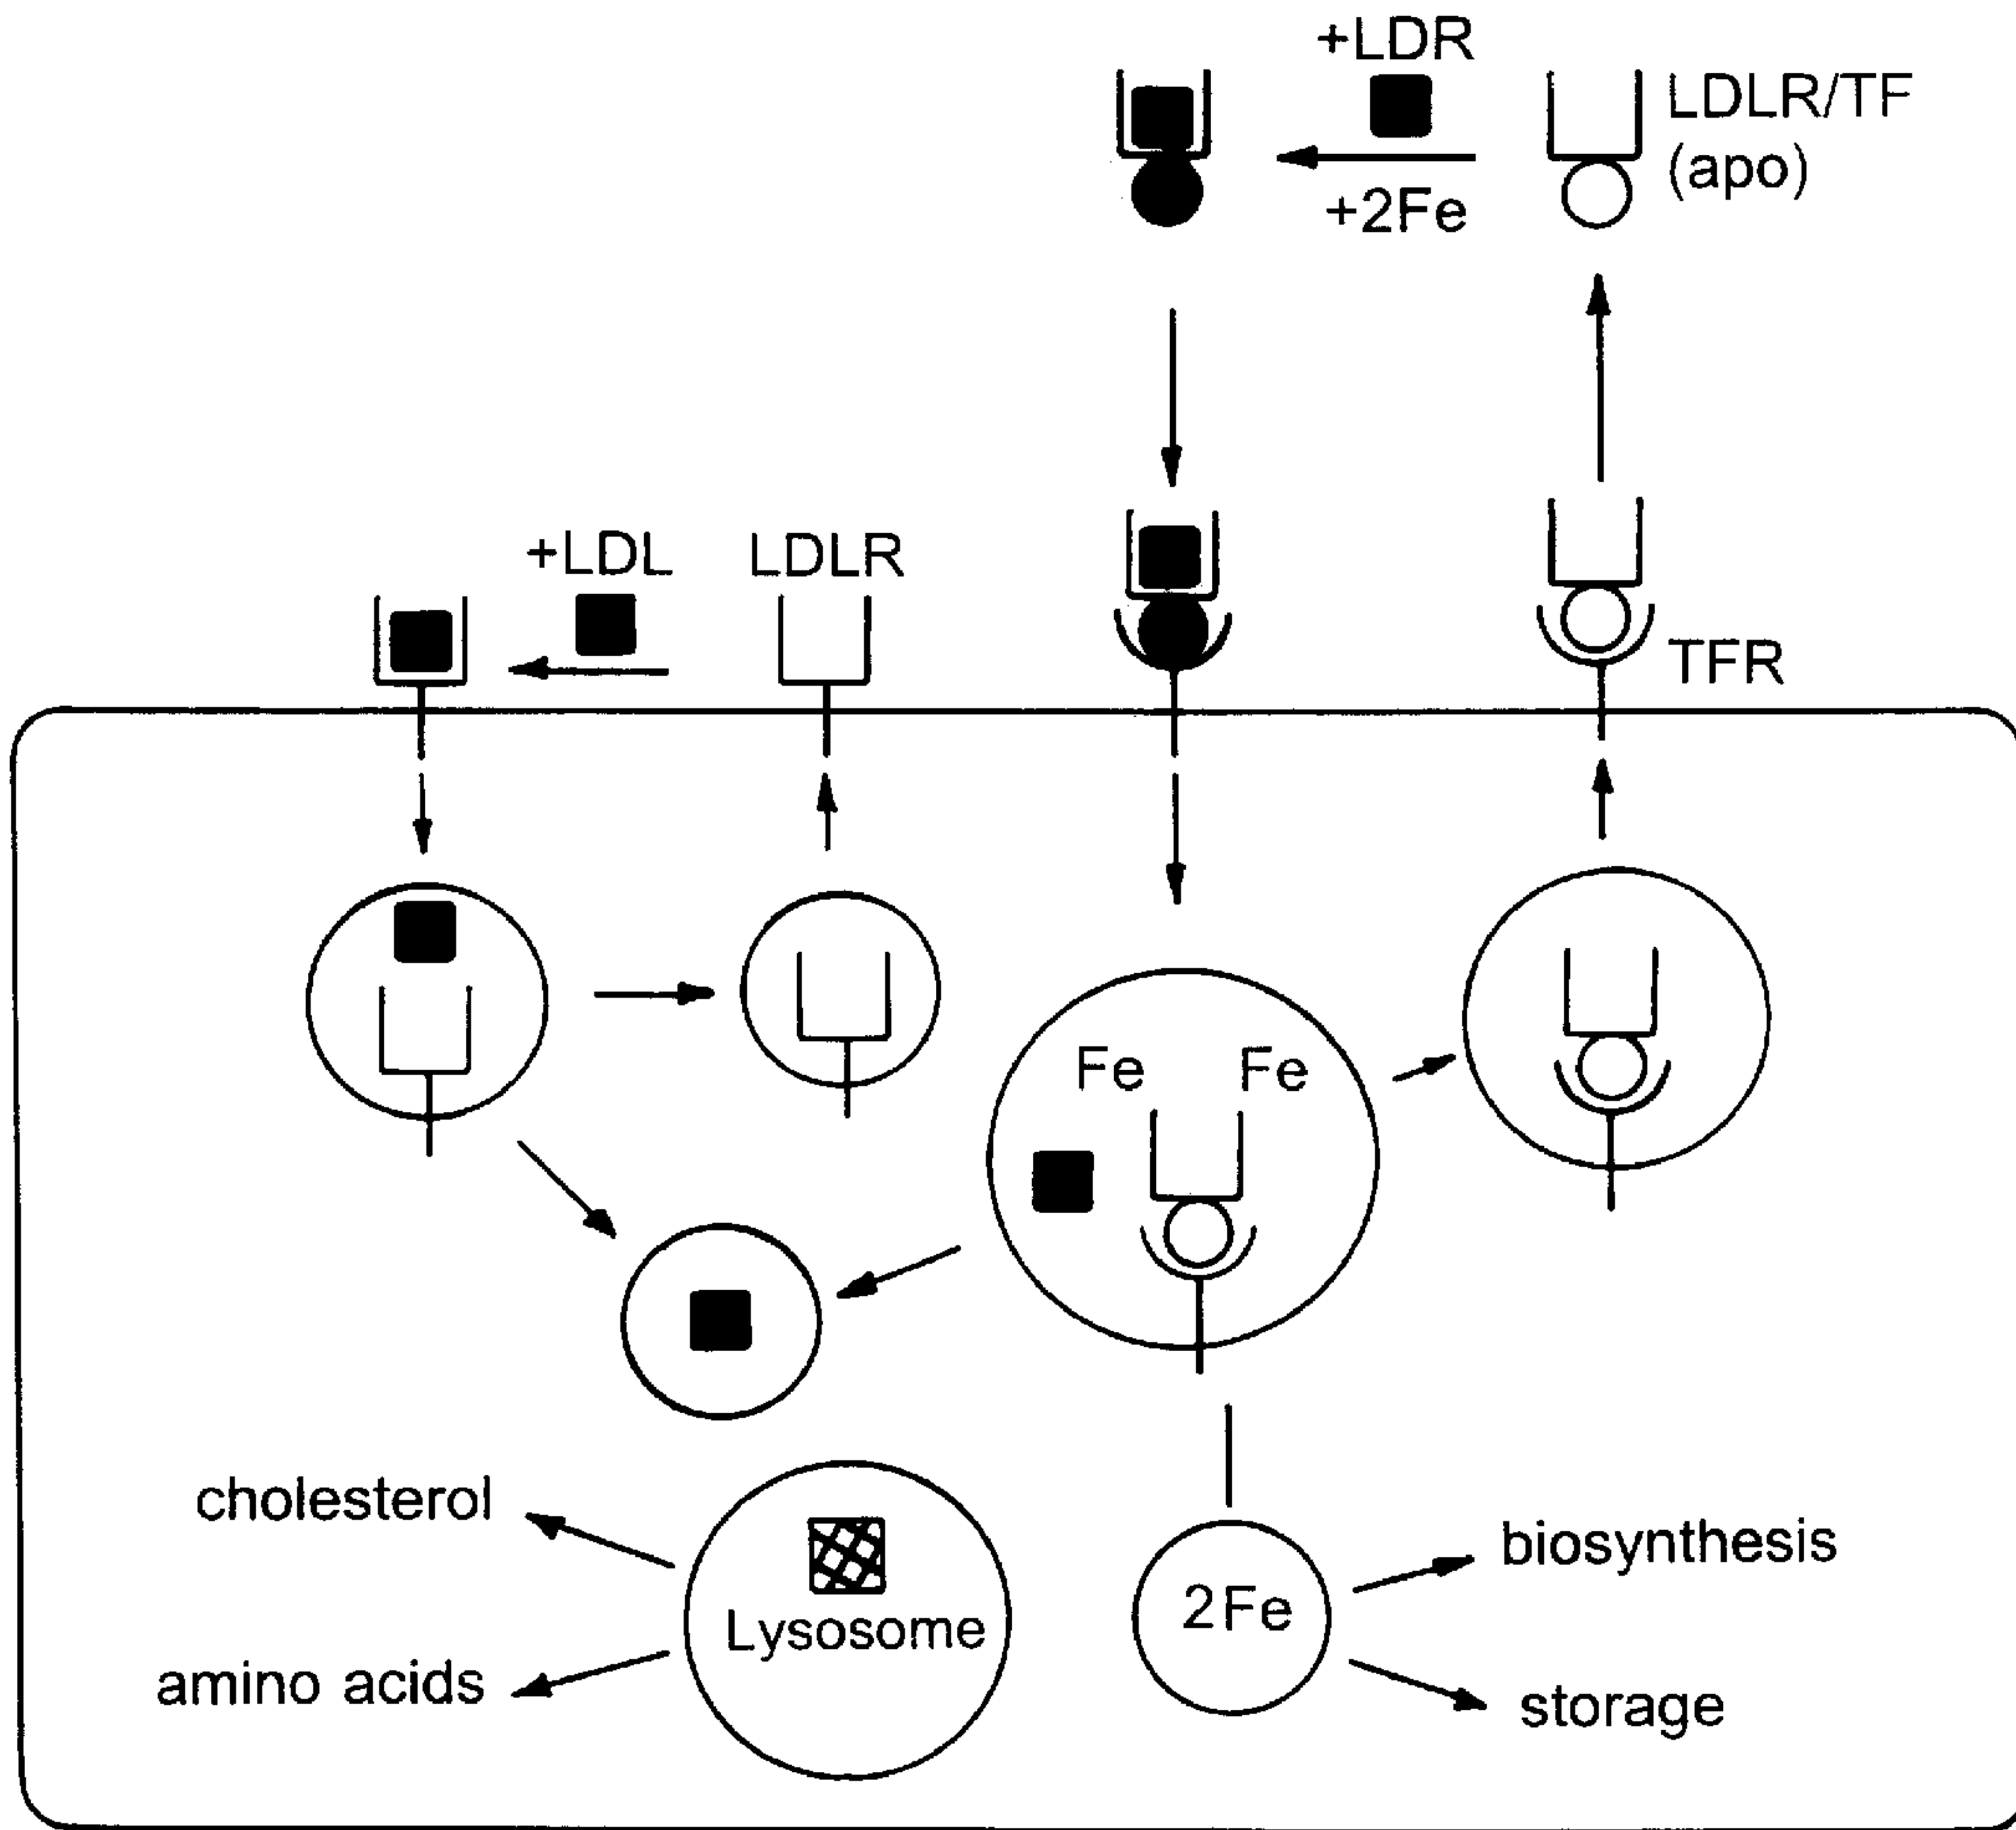 +LDR
LDLR/TF
(apo)
+2Fe
+LDL
LDLR
TFR
Fe
Fe
cholesterol
Lysosome
amino acids
2Fe
biosynthesis
storage